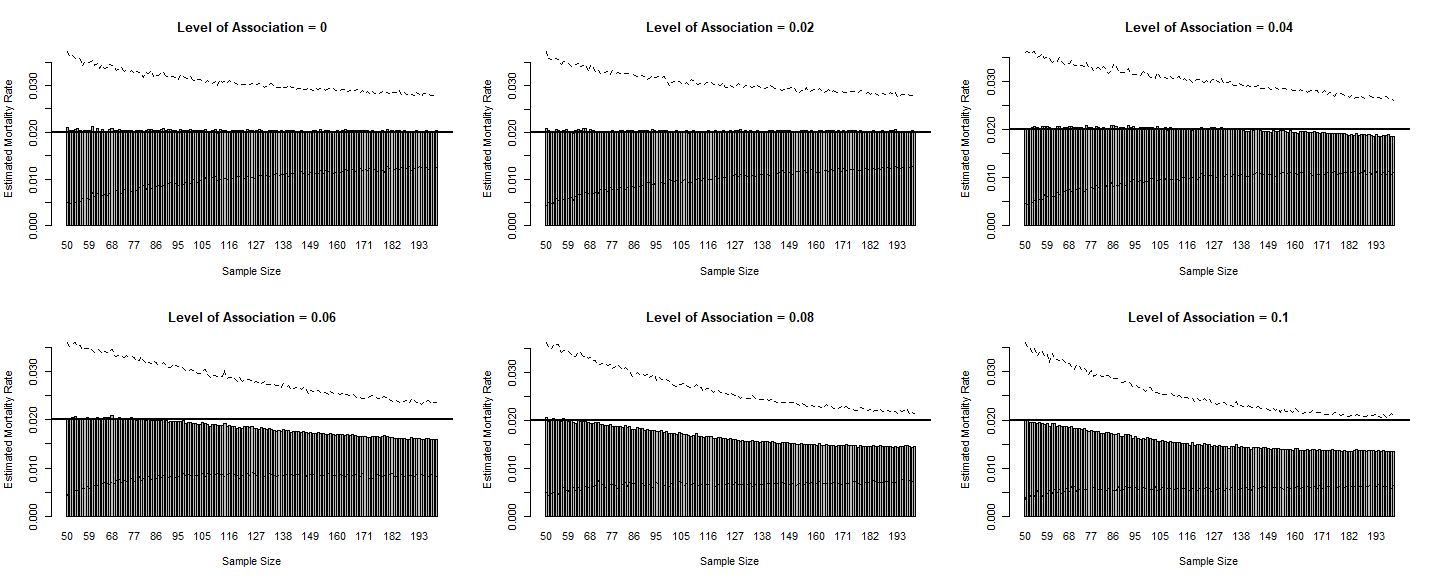 Level of Association = 0
Estimated Mortality Rate
0.000 0.010 0.020 0.030
50 59 68 77 86 95 105 116 127 138 149 160 171 182 193
Sample Size
Level of Association = 0.02
Estimated Mortality Rate
0.000 0.010 0.020 0.030
50 59 68 77 86 95 105 116 127 138 149 160 171 182 193
Sample Size
Level of Association = 0.04
Estimated Mortality Rate
0.000 0.010 0.020 0.030
50 59 68 77 86 95 105 116 127 138 149 160 171 182 193
Sample Size
Level of Association = 0.06
Estimated Mortality Rate
0.000 0.010 0.020 0.030
50 59 68 77 86 95 105 116 127 138 149 160 171 182 193
Sample Size
Level of Association = 0.08
Estimated Mortality Rate
0.000 0.010 0.020 0.030
50 59 68 77 86 95 105 116 127 138 149 160 171 182 193
Sample Size
Level of Association = 0.1
Estimated Mortality Rate
0.000 0.010 0.020 0.030
50 59 68 77 86 95 105 116 127 138 149 160 171 182 193
Sample Size